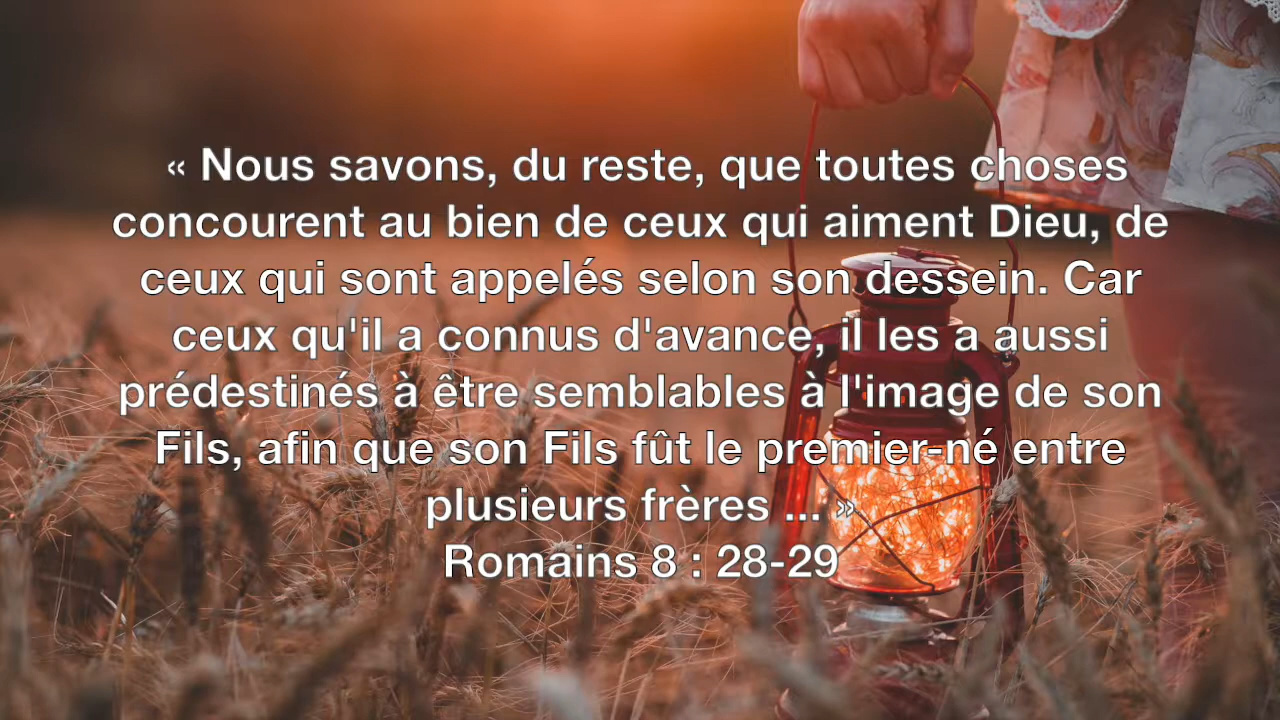 « Nous savons, du reste, que toutes choses
concourent au bien de ceux qui aiment Dieu, de
ceux qui sont appelés selon son dessein. Car
ceux qu'il a connus d'avance, il les a aussi
prédestinés à être semblables à l'image de son
Fils, afin que son Fils fût le premier-né entre
plusieurs frères ... »
Romains 8 : 28-29